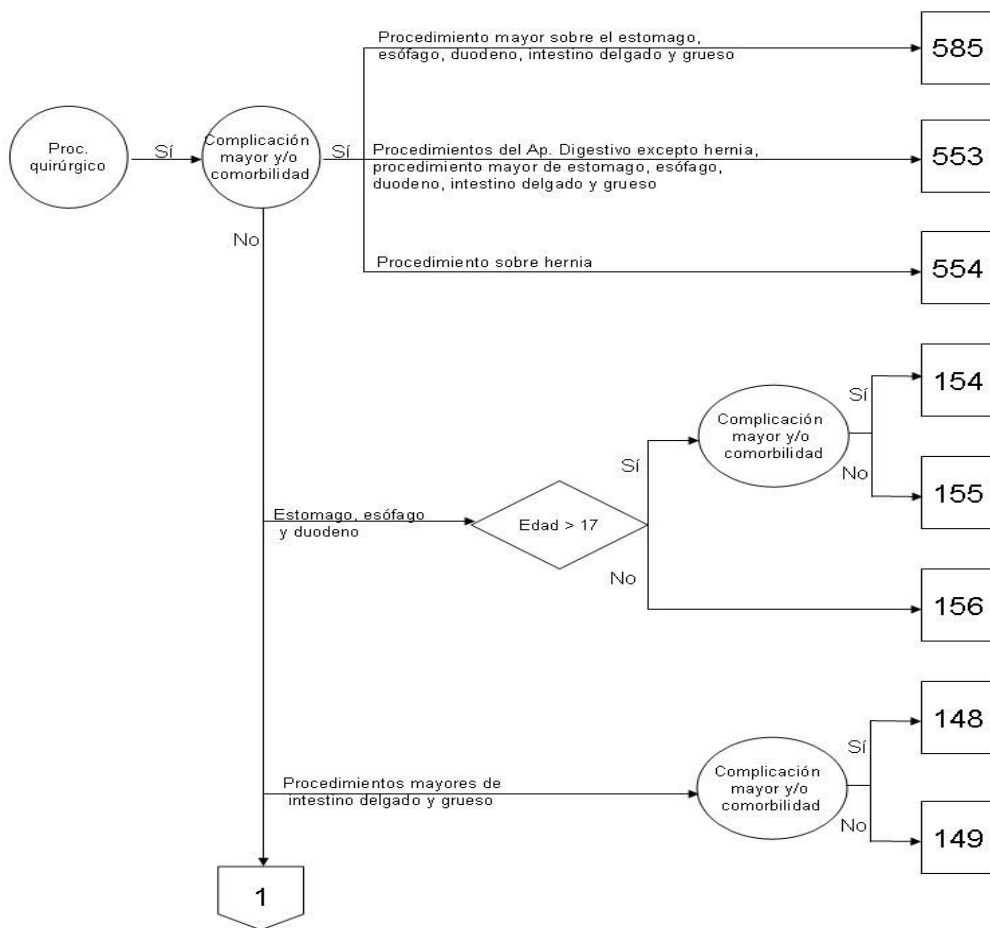 Procedimiento mayor sobre el estomago,
esófago, duodeno, intestino delgado y grueso
585
Proc.
quirúrgico
Sí
Complicación
mayor y/o
comorbilidad
Sí
Procedimientos del Ap. Digestivo excepto hernia,
procedimiento mayor de estomago, esófago,
duodeno, intestino delgado y grueso
553
No
Procedimiento sobre hernia
554
Estomago, esófago
y duodeno
Edad > 17
Sí
Complicación
mayor y/o
comorbilidad
Sí
154
No
155
No
156
Procedimientos mayores de
intestino delgado y grueso
Complicación
mayor y/o
comorbilidad
Sí
148
No
149
1